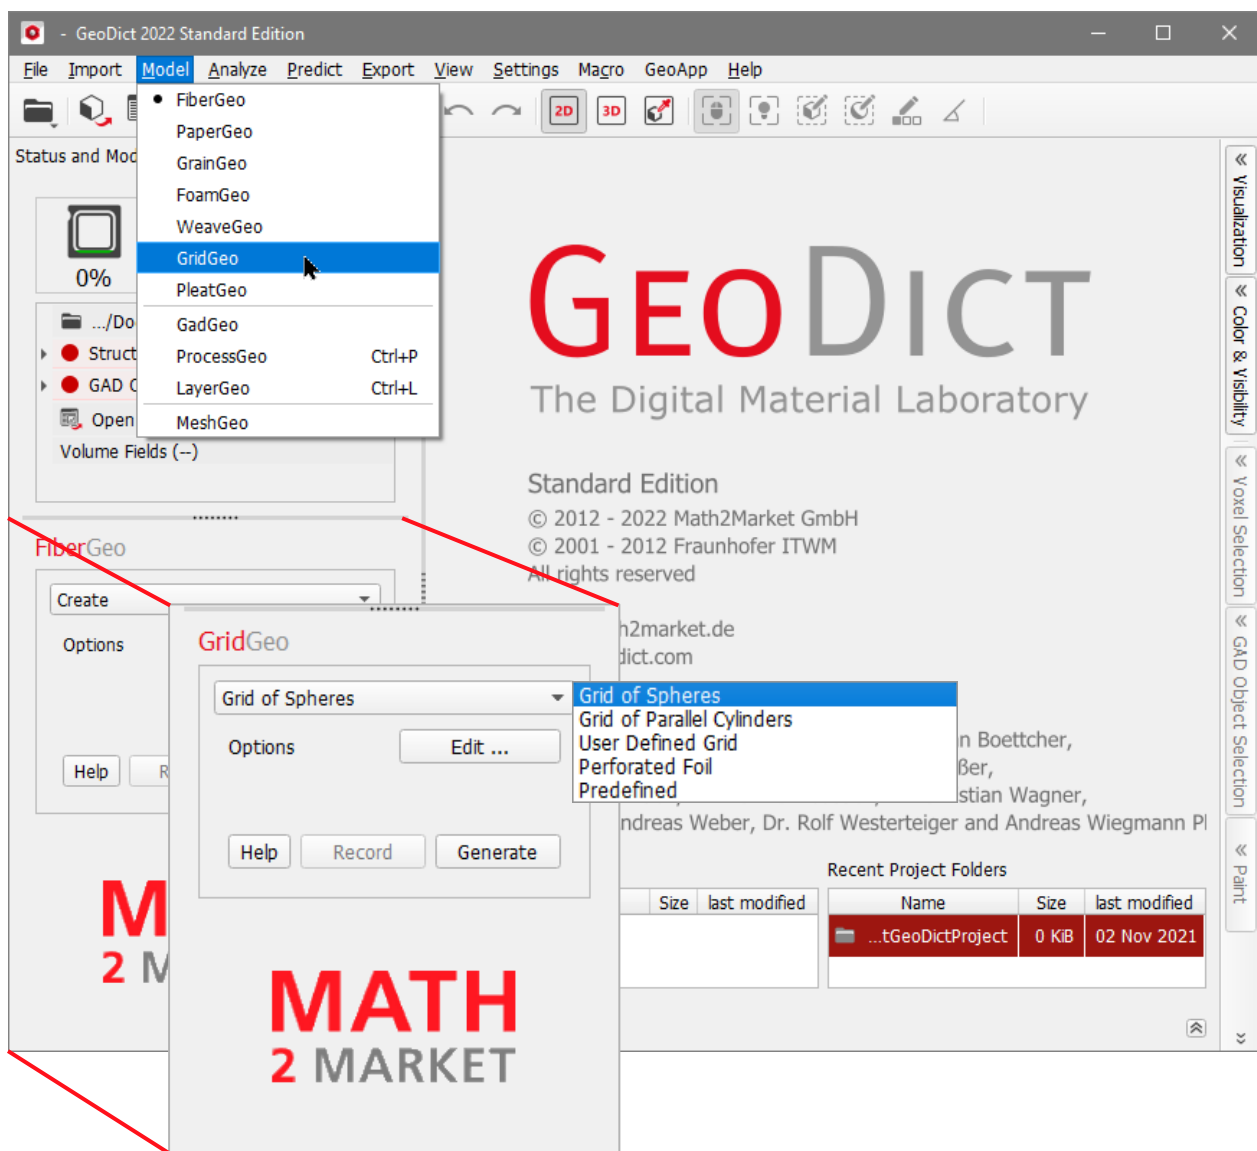 - GeoDict 2022 Standard Edition
File Import Model Analyze Predict Export View Settings Macro GeoApp Help
FiberGeo
PaperGeo
GrainGeo
FoamGeo
WeaveGeo
GridGeo
PleatGeo
GadGeo
ProcessGeo Ctrl+P
LayerGeo Ctrl+L
MeshGeo
2D 3D
Status and Mod
0%
.../Do
Struct
GAD O
Open
Volume Fields (--)
FiberGeo
Create
Options
Help R
MATH
2 M
GridGeo
Grid of Spheres
Options Edit ...
Help Record Generate
MATH
2 MARKET
Grid of Spheres
Grid of Parallel Cylinders
User Defined Grid
Perforated Foil
Predefined
GEODICT
The Digital Material Laboratory
Standard Edition
© 2012 - 2022 Math2Market GmbH
© 2001 - 2012 Fraunhofer ITWM
All rights reserved
h2market.de
dict.com
n Boettcher,
ßer,
stian Wagner,
ndreas Weber, Dr. Rolf Westerteiger and Andreas Wiegmann Pl
Size last modified
Recent Project Folders
Name Size last modified
...tGeoDictProject 0 KiB 02 Nov 2021
Visualization
Color & Visibility
Voxel Selection
GAD Object Selection
Paint